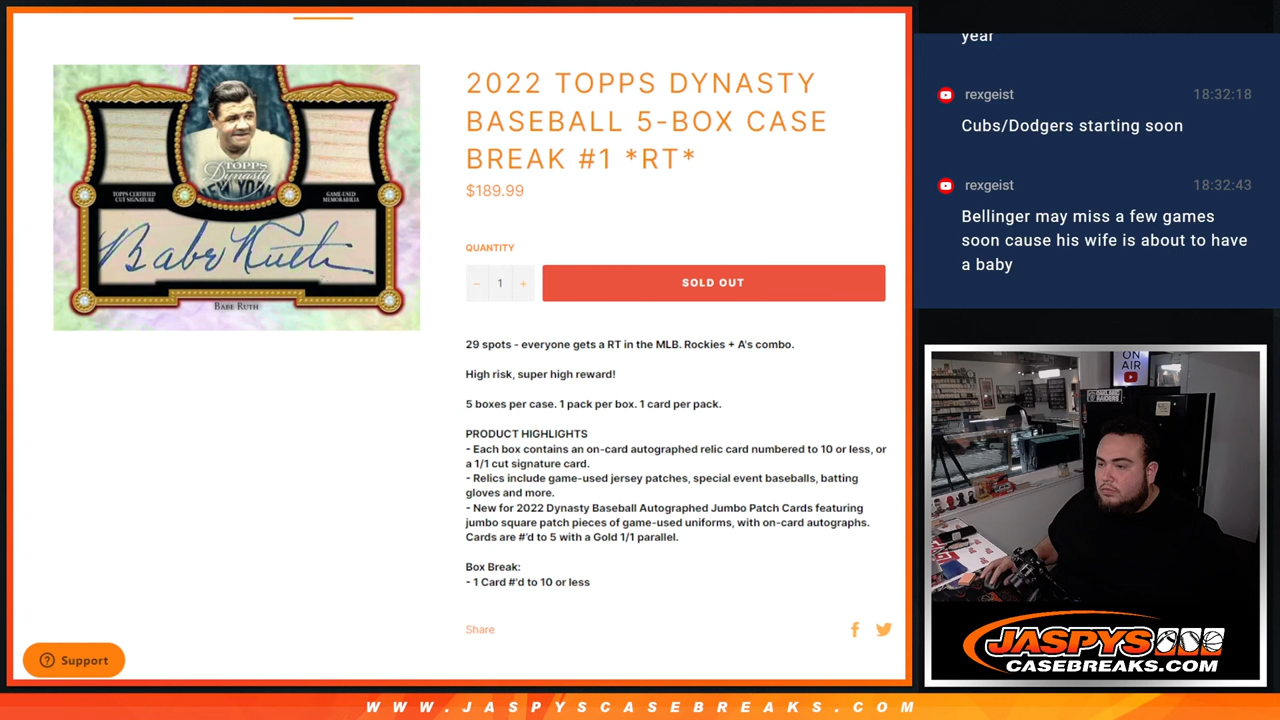 2022 TOPPS DYNASTY
BASEBALL 5-BOX CASE
BREAK #1 *RT*
$189.99
QUANTITY
− 1 +
SOLD OUT
29 spots - everyone gets a RT in the MLB. Rockies + A's combo.
High risk, super high reward!
5 boxes per case. 1 pack per box. 1 card per pack.
PRODUCT HIGHLIGHTS
- Each box contains an on-card autographed relic card numbered to 10 or less, or
a 1/1 cut signature card.
- Relics include game-used jersey patches, special event baseballs, batting
gloves and more.
- New for 2022 Dynasty Baseball Autographed Jumbo Patch Cards featuring
jumbo square patch pieces of game-used uniforms, with on-card autographs.
Cards are #'d to 5 with a Gold 1/1 parallel.
Box Break:
- 1 Card #'d to 10 or less
Share
Support
TOPPS
Dynasty
NEW YORK
TOPPS CERTIFIED
CUT SIGNATURE
GAME-USED
MEMORABILIA
Babe Ruth
BABE RUTH
year
rexgeist 18:32:18
Cubs/Dodgers starting soon
rexgeist 18:32:43
Bellinger may miss a few games
soon cause his wife is about to have
a baby
ON
AIR
RAIDERS
JASPYS
CASEBREAKS.COM
WWW.JASPYSCASEBREAKS.COM